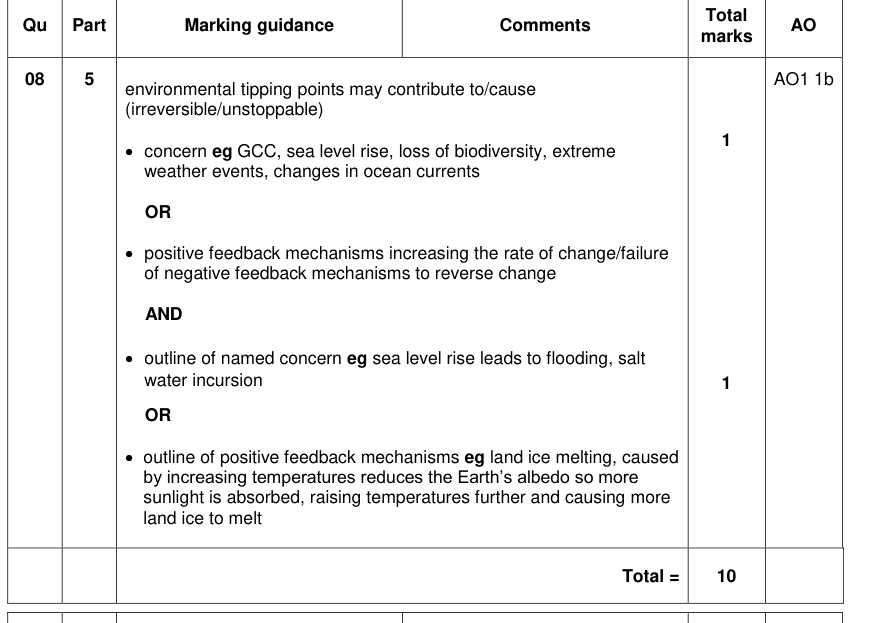 Qu Part Marking guidance Comments Total marks AO
08 5 environmental tipping points may contribute to/cause AO1 1b
(irreversible/unstoppable)
1
• concern eg GCC, sea level rise, loss of biodiversity, extreme
weather events, changes in ocean currents
OR
• positive feedback mechanisms increasing the rate of change/failure
of negative feedback mechanisms to reverse change
AND
• outline of named concern eg sea level rise leads to flooding, salt
water incursion
1
OR
• outline of positive feedback mechanisms eg land ice melting, caused
by increasing temperatures reduces the Earth's albedo so more
sunlight is absorbed, raising temperatures further and causing more
land ice to melt
Total = 10